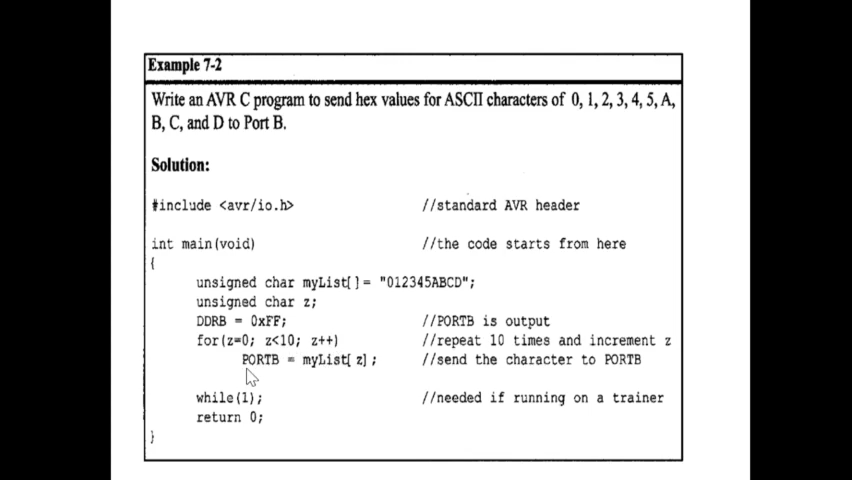 Example 7-2
Write an AVR C program to send hex values for ASCII characters of 0, 1, 2, 3, 4, 5, A,
B, C, and D to Port B.
Solution:
#include <avr/io.h> //standard AVR header
int main(void) //the code starts from here
{
unsigned char myList[]= "012345ABCD";
unsigned char z;
DDRB = 0xFF; //PORTB is output
for(z=0; z<10; z++) //repeat 10 times and increment z
PORTB = myList[z]; //send the character to PORTB
while(1); //needed if running on a trainer
return 0;
}